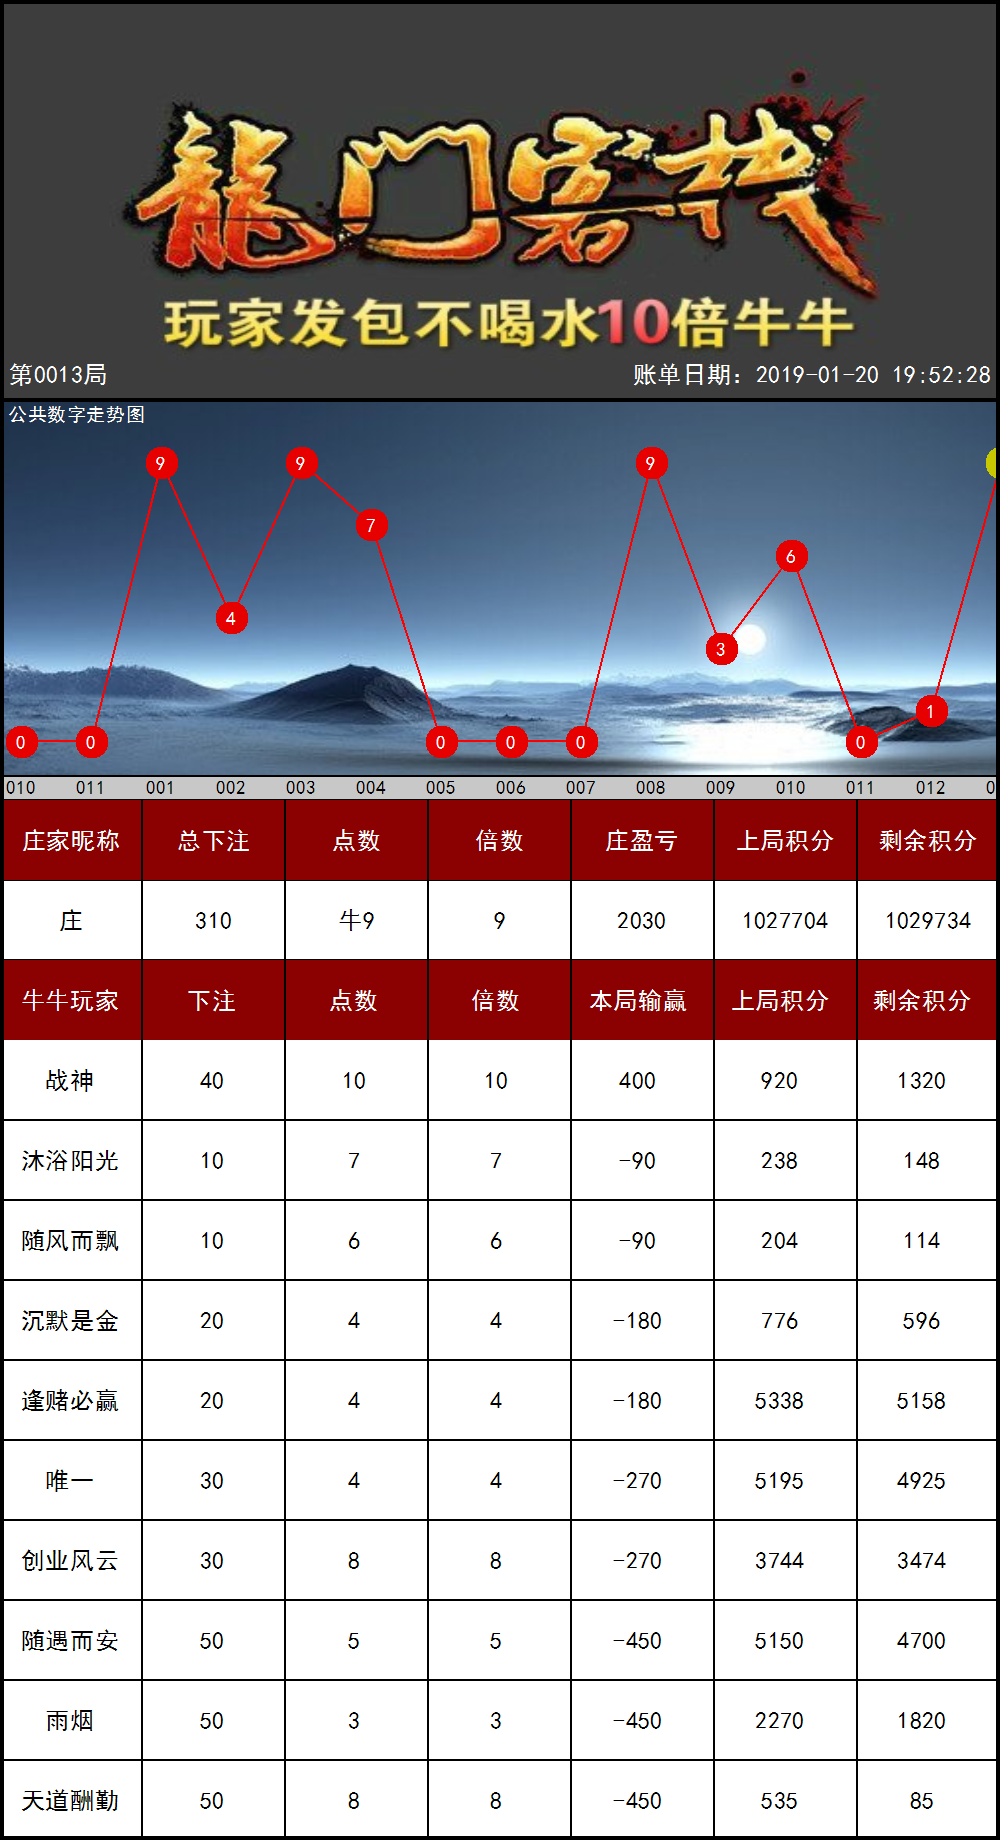 龍门客栈
玩家发包不喝水10倍牛牛
第0013局 账单日期：2019-01-20 19:52:28
公共数字走势图
9 9 9
7
6
4
3
1
0 0 0 0 0 0
010 011 001 002 003 004 005 006 007 008 009 010 011 012
庄家昵称 总下注 点数 倍数 庄盈亏 上局积分 剩余积分
庄 310 牛9 9 2030 1027704 1029734
牛牛玩家 下注 点数 倍数 本局输赢 上局积分 剩余积分
战神 40 10 10 400 920 1320
沐浴阳光 10 7 7 -90 238 148
随风而飘 10 6 6 -90 204 114
沉默是金 20 4 4 -180 776 596
逢赌必赢 20 4 4 -180 5338 5158
唯一 30 4 4 -270 5195 4925
创业风云 30 8 8 -270 3744 3474
随遇而安 50 5 5 -450 5150 4700
雨烟 50 3 3 -450 2270 1820
天道酬勤 50 8 8 -450 535 85